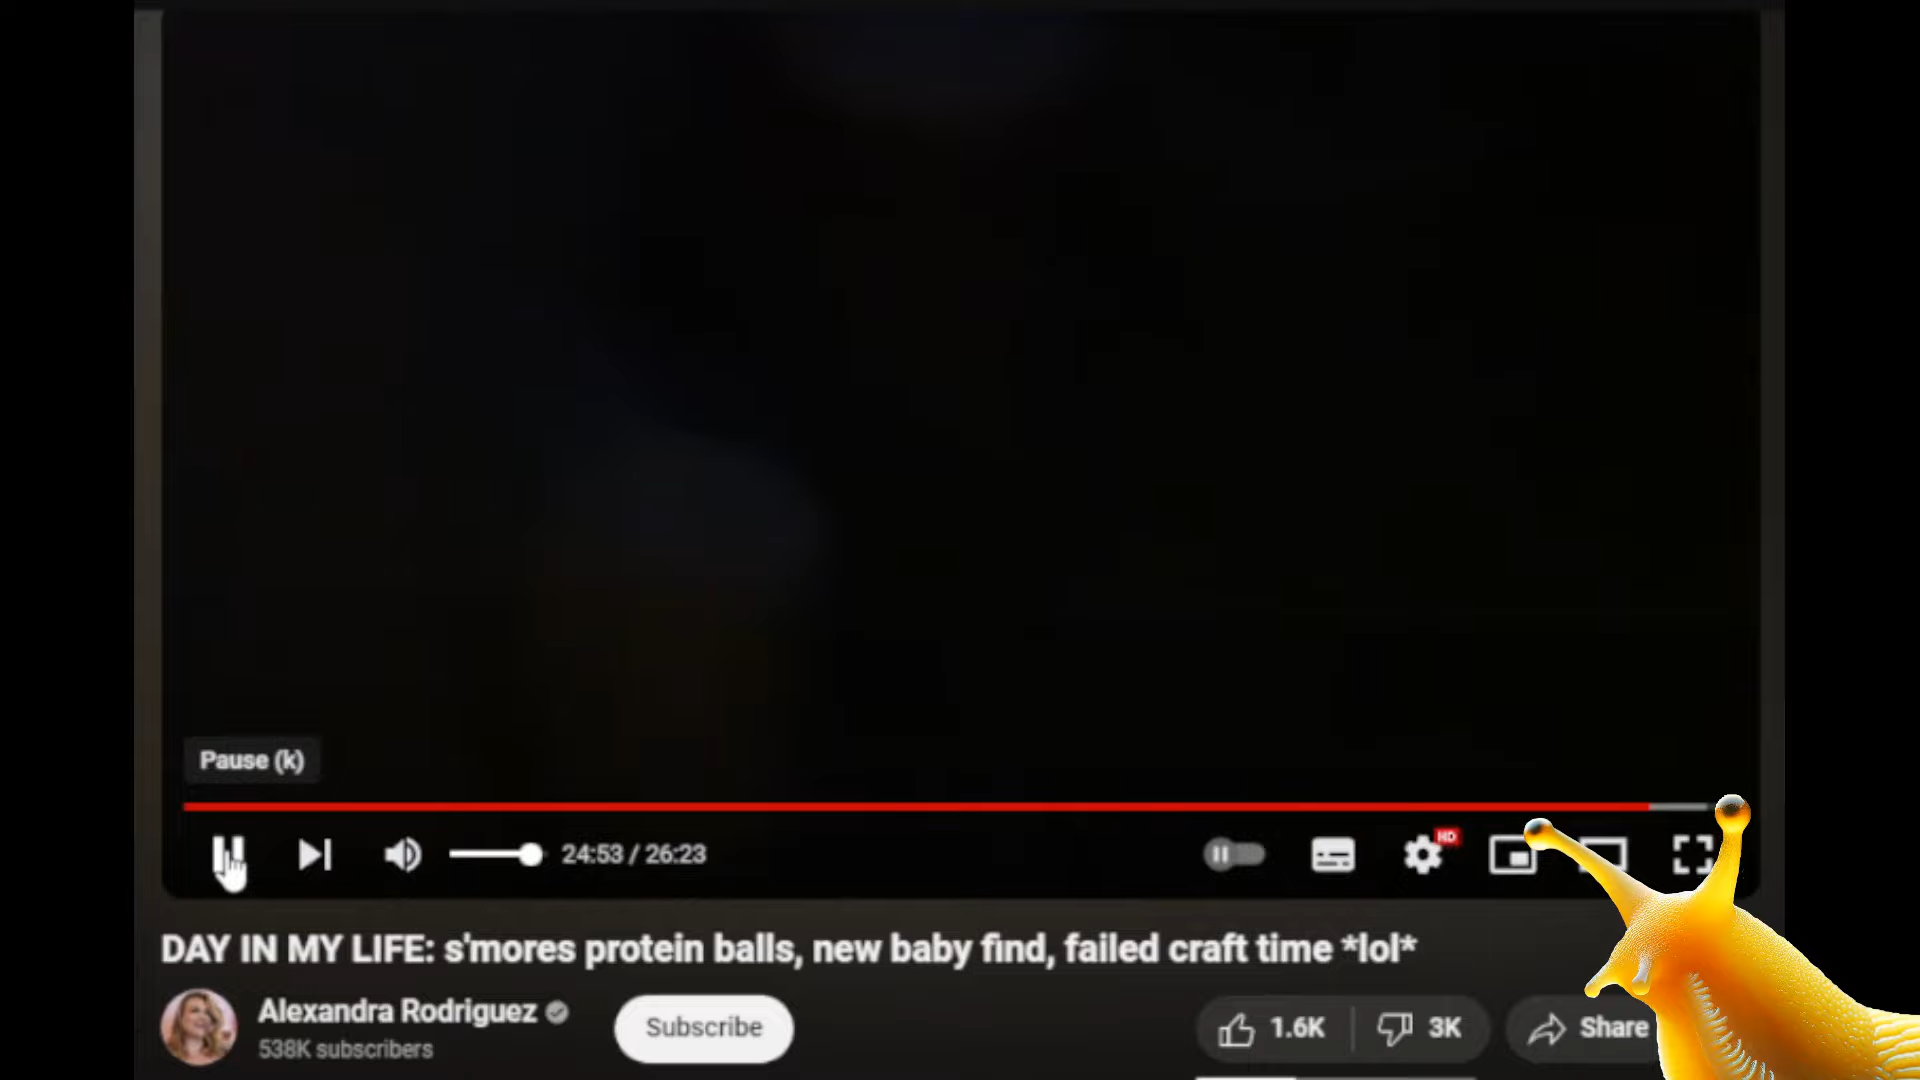 Pause (k)
24:53 / 26:23
HD
DAY IN MY LIFE: s'mores protein balls, new baby find, failed craft time *lol*
Alexandra Rodriguez
538K subscribers
Subscribe
1.6K
3K
Share